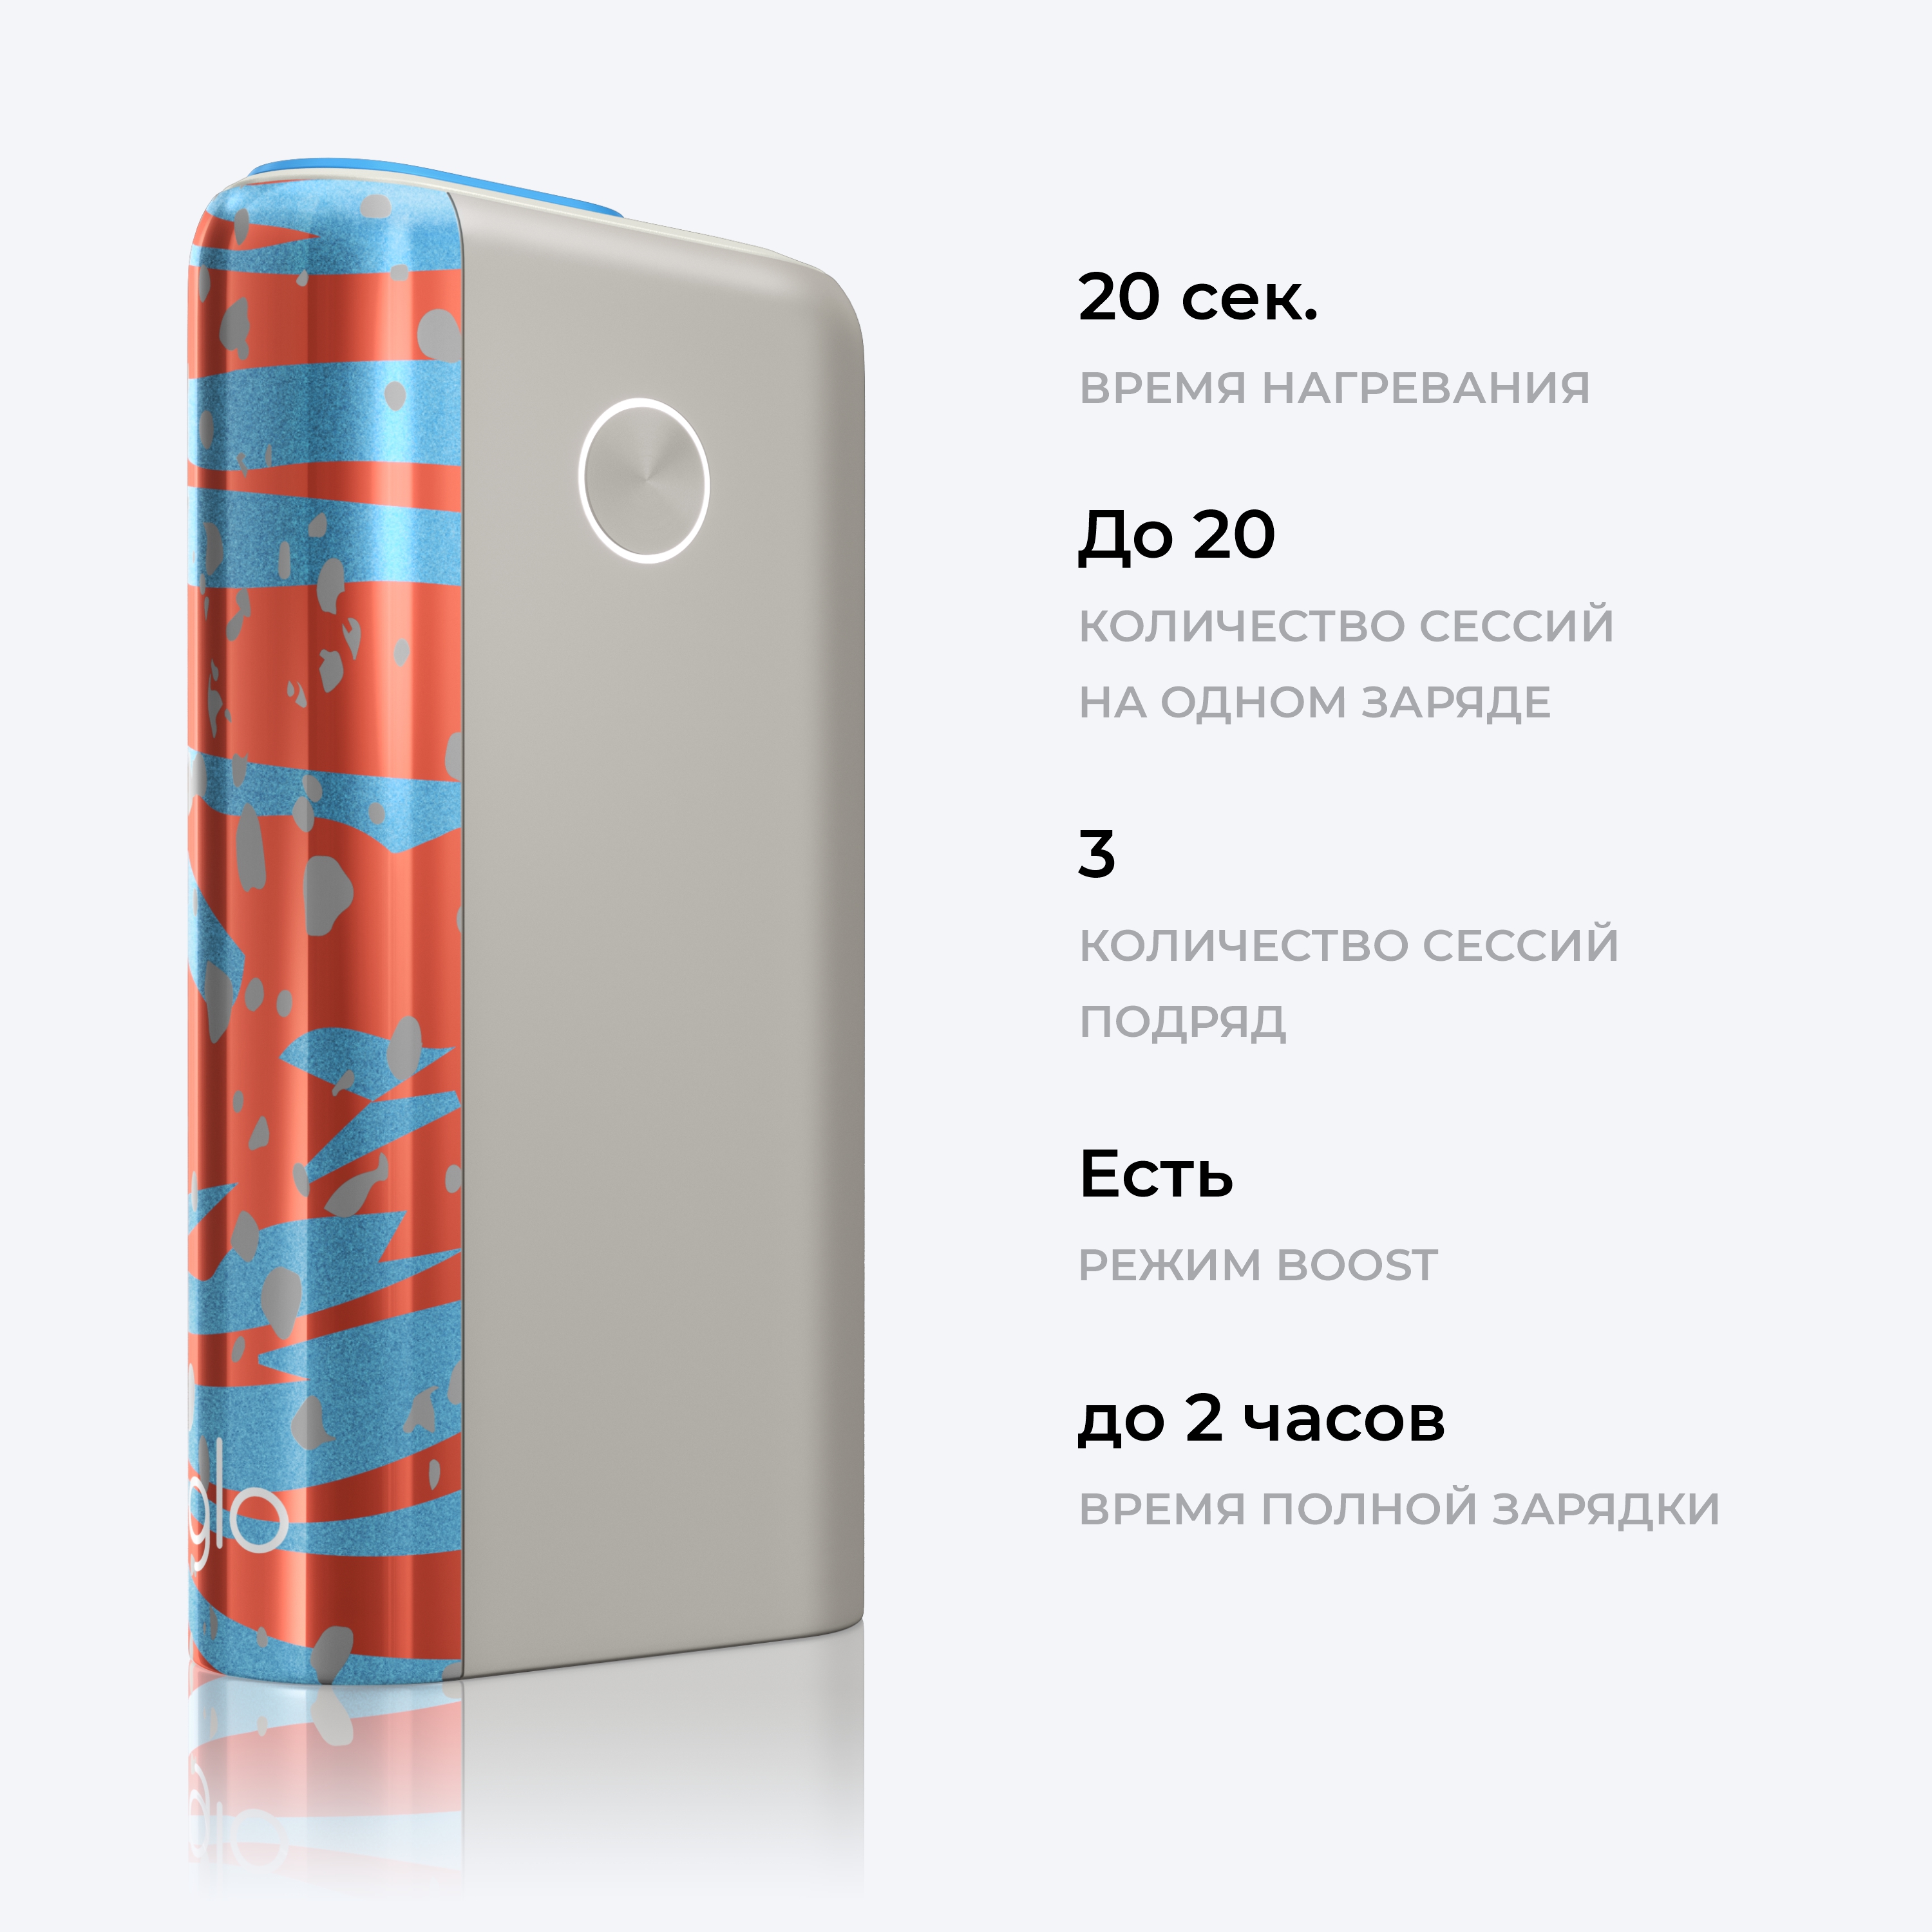 20 сек.
ВРЕМЯ НАГРЕВАНИЯ
До 20
КОЛИЧЕСТВО СЕССИЙ
НА ОДНОМ ЗАРЯДЕ
3
КОЛИЧЕСТВО СЕССИЙ
ПОДРЯД
Есть
РЕЖИМ BOOST
до 2 часов
ВРЕМЯ ПОЛНОЙ ЗАРЯДКИ
glo